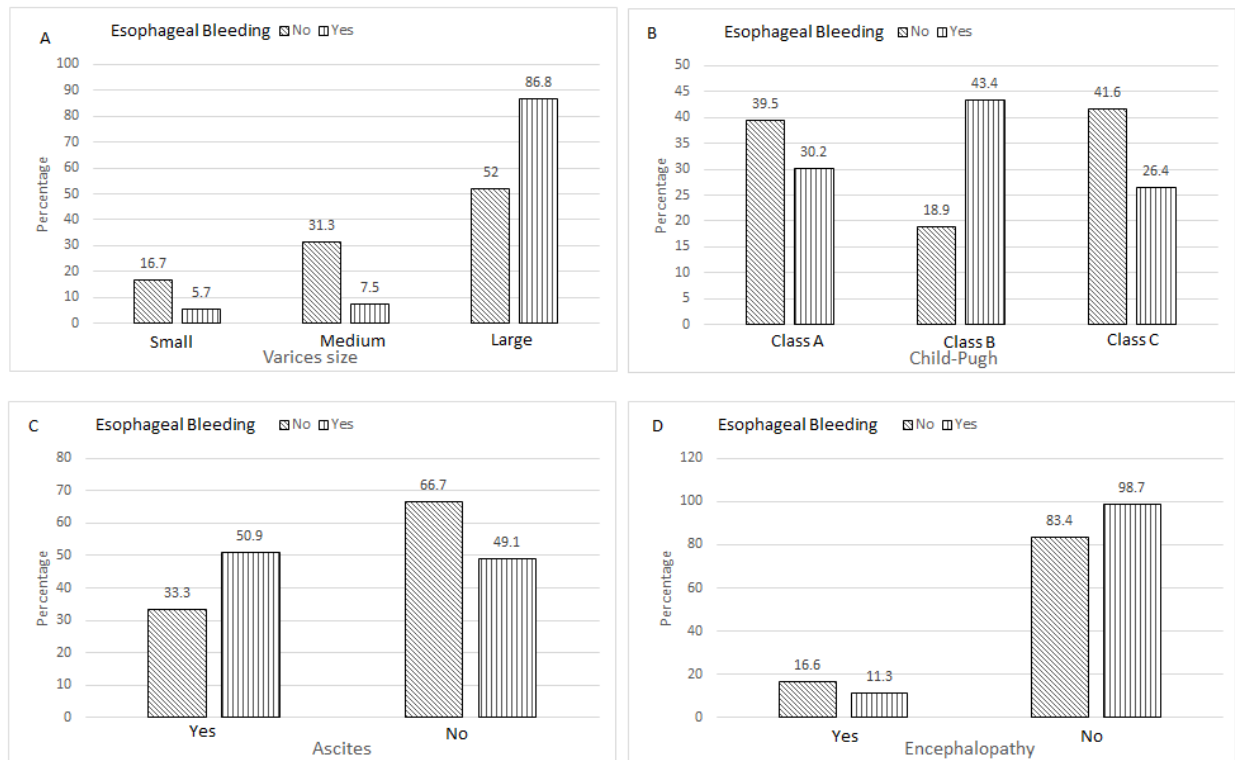 A
Esophageal Bleeding No Yes
Percentage
100
90
80
70
60
50
40
30
20
10
0
16.7
5.7
31.3
7.5
52
86.8
Small Medium Large
Varices size
B
Esophageal Bleeding No Yes
Percentage
50
45
40
35
30
25
20
15
10
5
0
39.5
30.2
18.9
43.4
41.6
26.4
Class A Class B Class C
Child-Pugh
C
Esophageal Bleeding No Yes
Percentage
80
70
60
50
40
30
20
10
0
33.3
50.9
66.7
49.1
Yes No
Ascites
D
Esophageal Bleeding No Yes
Percentage
120
100
80
60
40
20
0
16.6
11.3
83.4
98.7
Yes No
Encephalopathy